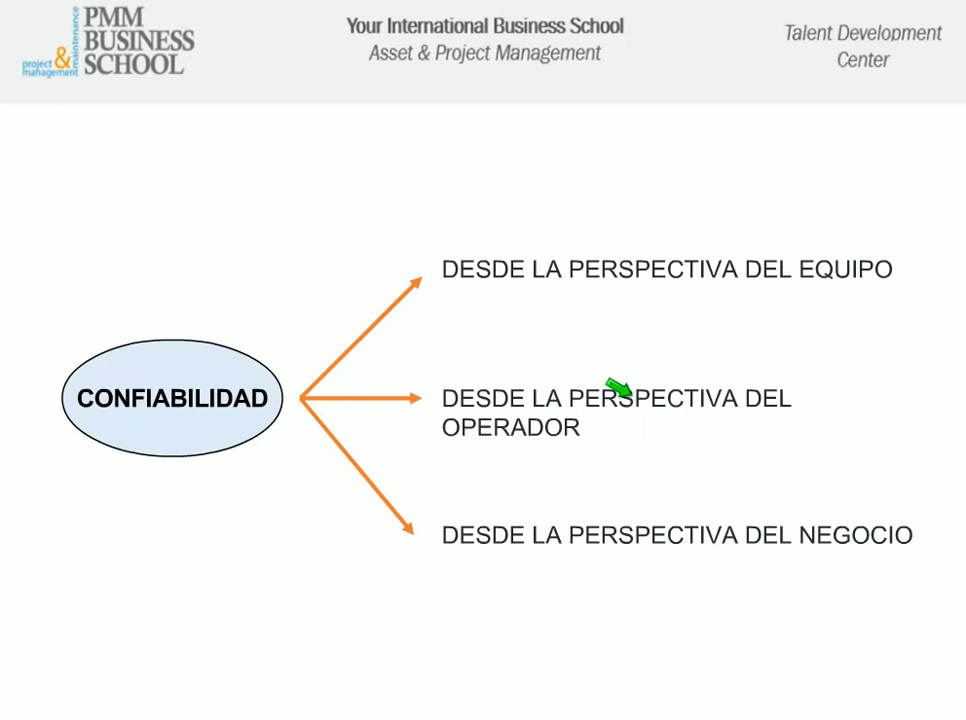 project & management
maintenance
PMM
BUSINESS
SCHOOL
Your International Business School
Asset & Project Management
Talent Development
Center
DESDE LA PERSPECTIVA DEL EQUIPO
CONFIABILIDAD
DESDE LA PERSPECTIVA DEL
OPERADOR
DESDE LA PERSPECTIVA DEL NEGOCIO